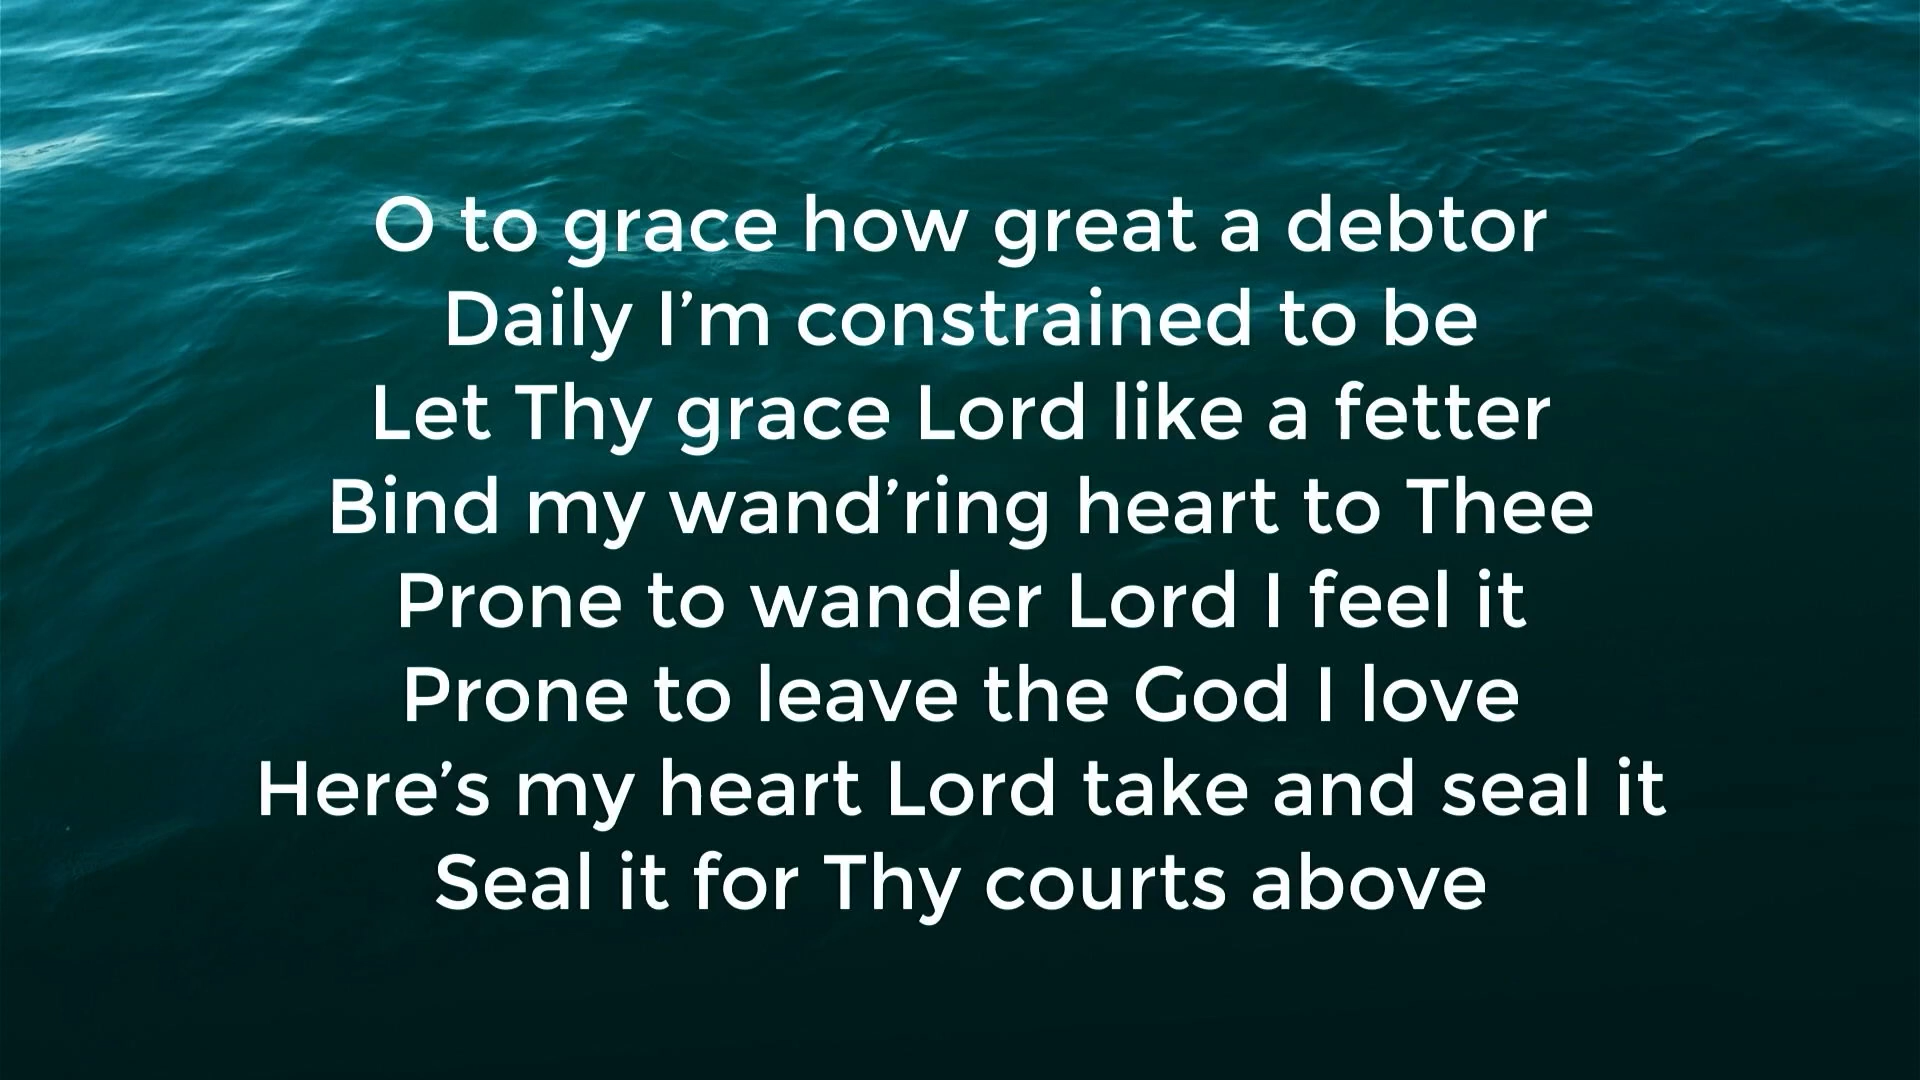 O to grace how great a debtor
Daily I’m constrained to be
Let Thy grace Lord like a fetter
Bind my wand’ring heart to Thee
Prone to wander Lord I feel it
Prone to leave the God I love
Here’s my heart Lord take and seal it
Seal it for Thy courts above